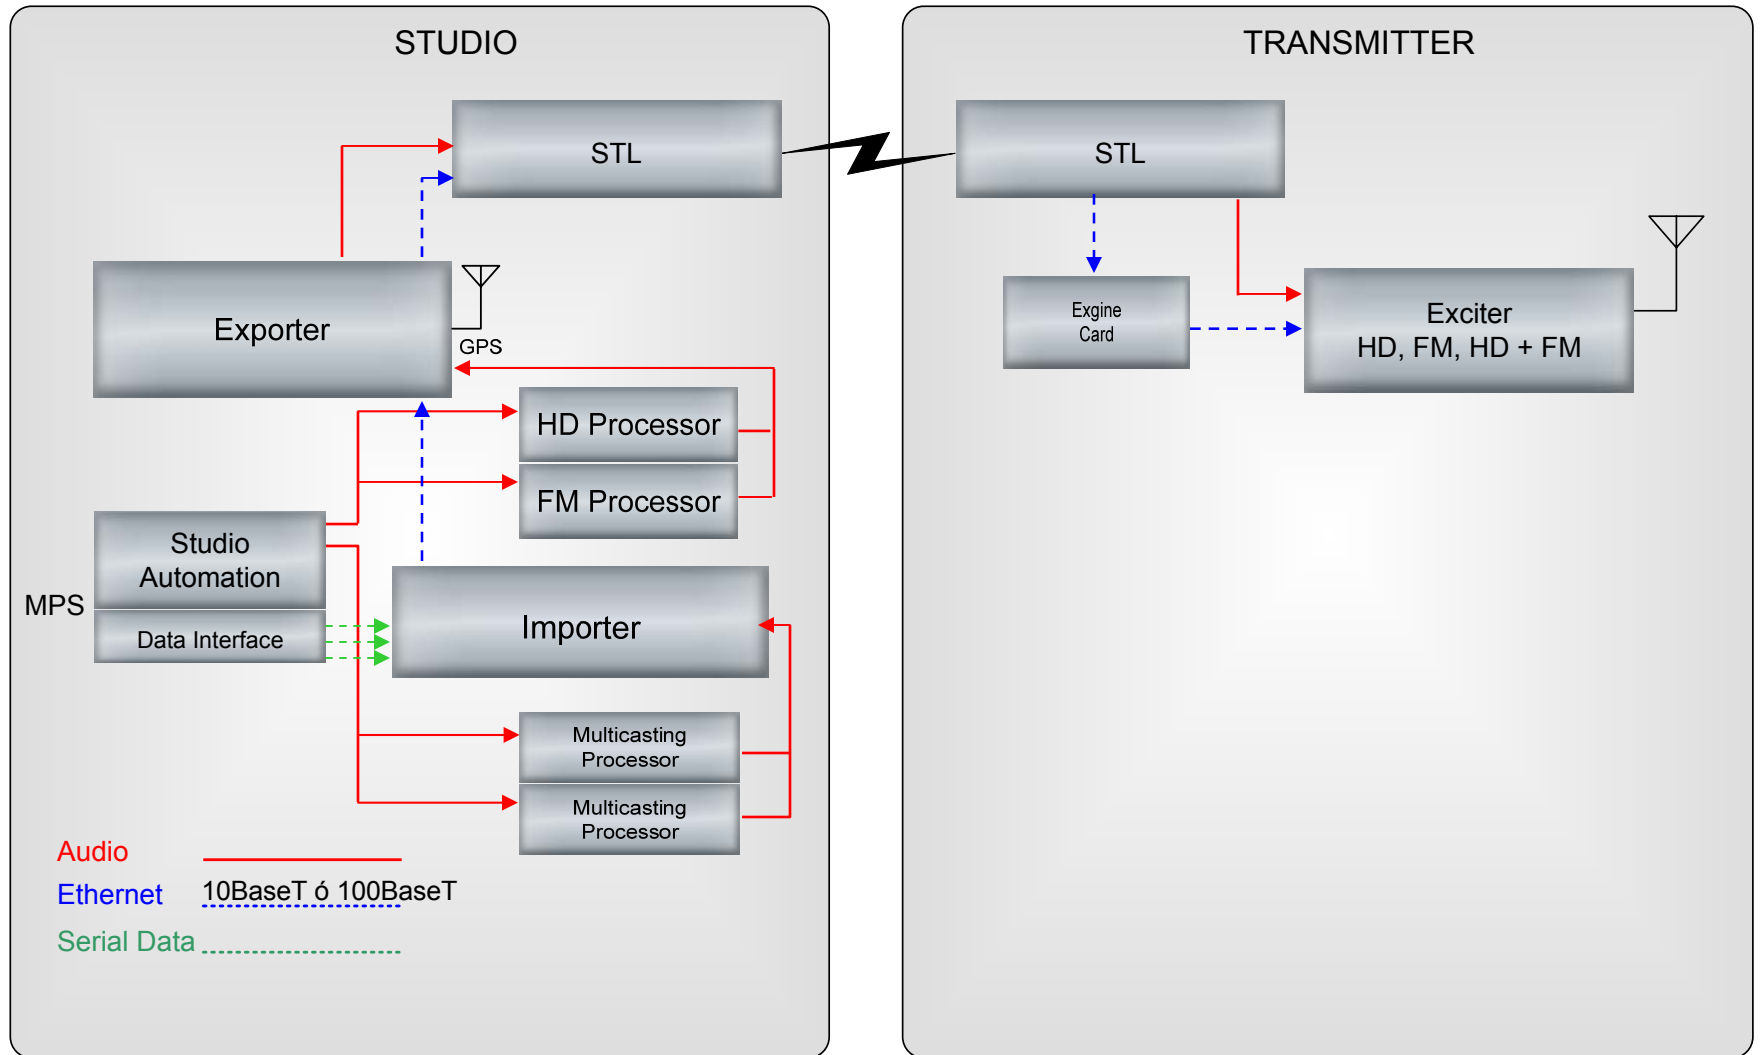 STUDIO
STL
Exporter
GPS
HD Processor
FM Processor
Studio
Automation
MPS
Data Interface
Importer
Multicasting
Processor
Multicasting
Processor
Audio
Ethernet 10BaseT ó 100BaseT
Serial Data
TRANSMITTER
STL
Exgine
Card
Exciter
HD, FM, HD + FM